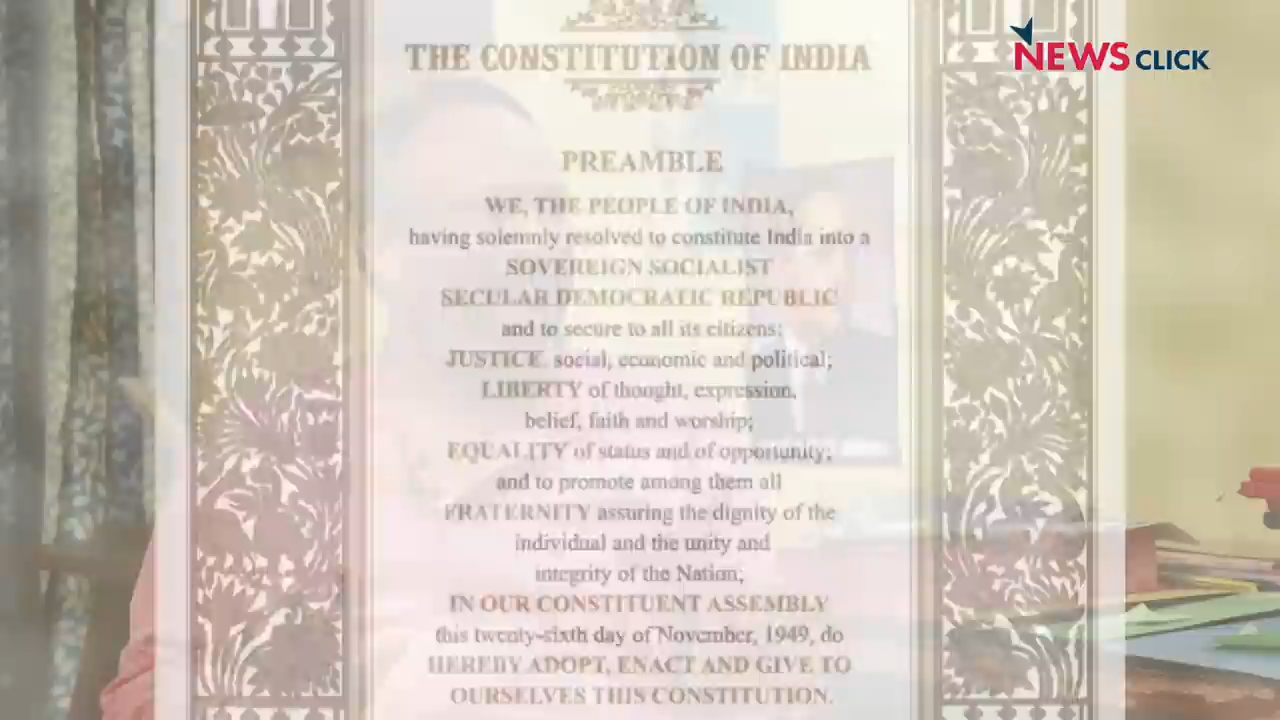 THE CONSTITUTION OF INDIA
NEWS CLICK
PREAMBLE
WE, THE PEOPLE OF INDIA,
having solemnly resolved to constitute India into a
SOVEREIGN SOCIALIST
SECULAR DEMOCRATIC REPUBLIC
and to secure to all its citizens:
JUSTICE, social, economic and political;
LIBERTY of thought, expression,
belief, faith and worship;
EQUALITY of status and of opportunity;
and to promote among them all
FRATERNITY assuring the dignity of the
individual and the unity and
integrity of the Nation;
IN OUR CONSTITUENT ASSEMBLY
this twenty-sixth day of November, 1949, do
HEREBY ADOPT, ENACT AND GIVE TO
OURSELVES THIS CONSTITUTION.